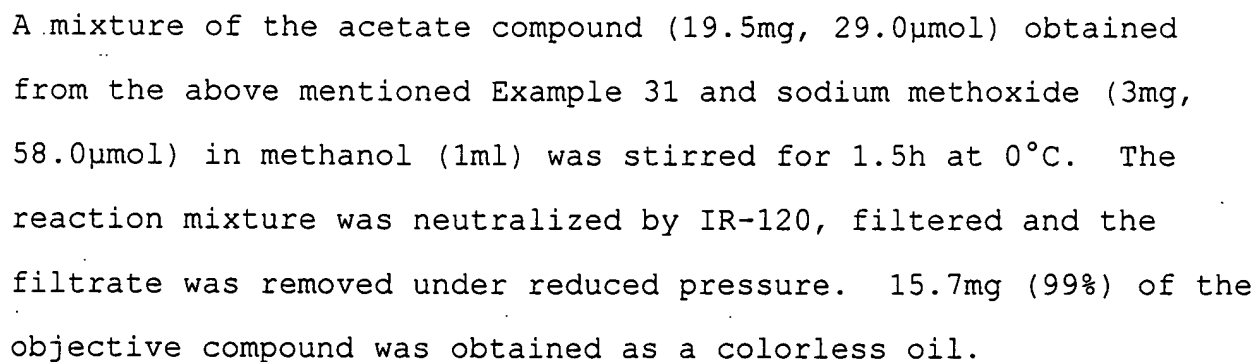 A mixture of the acetate compound (19.5mg, 29.0µmol) obtained
from the above mentioned Example 31 and sodium methoxide (3mg,
58.0µmol) in methanol (1ml) was stirred for 1.5h at 0°C. The
reaction mixture was neutralized by IR-120, filtered and the
filtrate was removed under reduced pressure. 15.7mg (99%) of the
objective compound was obtained as a colorless oil.